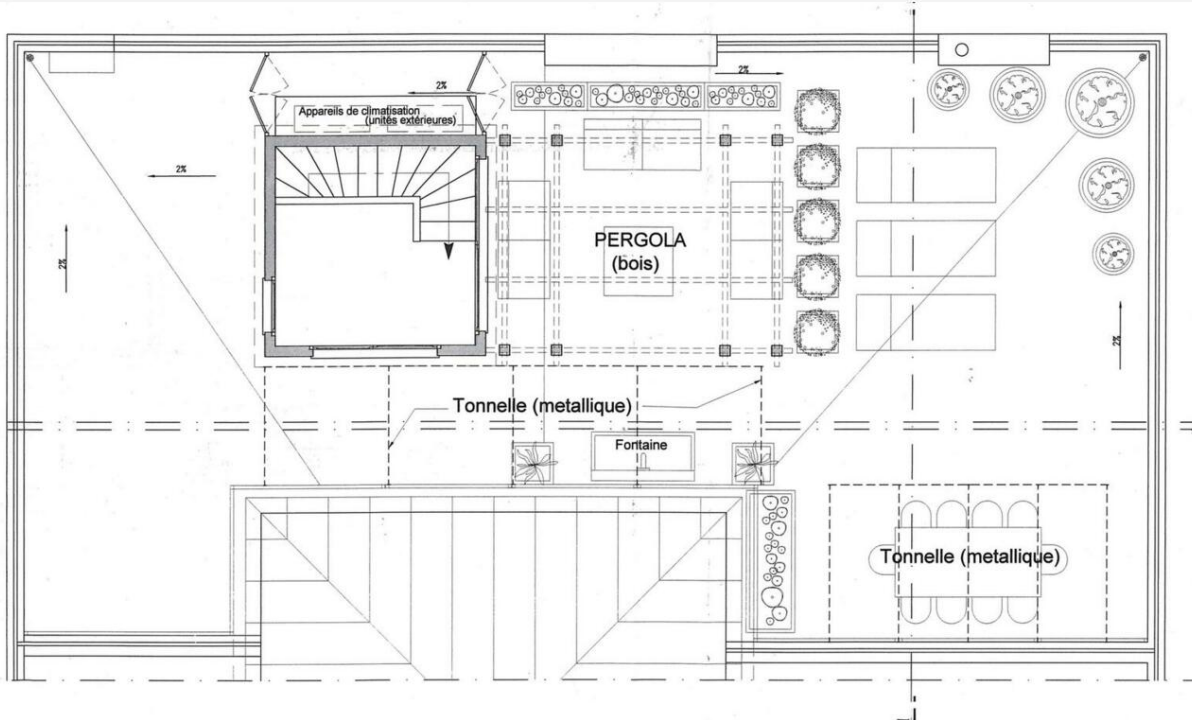 2%
2%
Appareils de climatisation
(unités extérieures)
2%
2%
PERGOLA
(bois)
2%
Tonnelle (metallique)
Fontaine
Tonnelle (metallique)